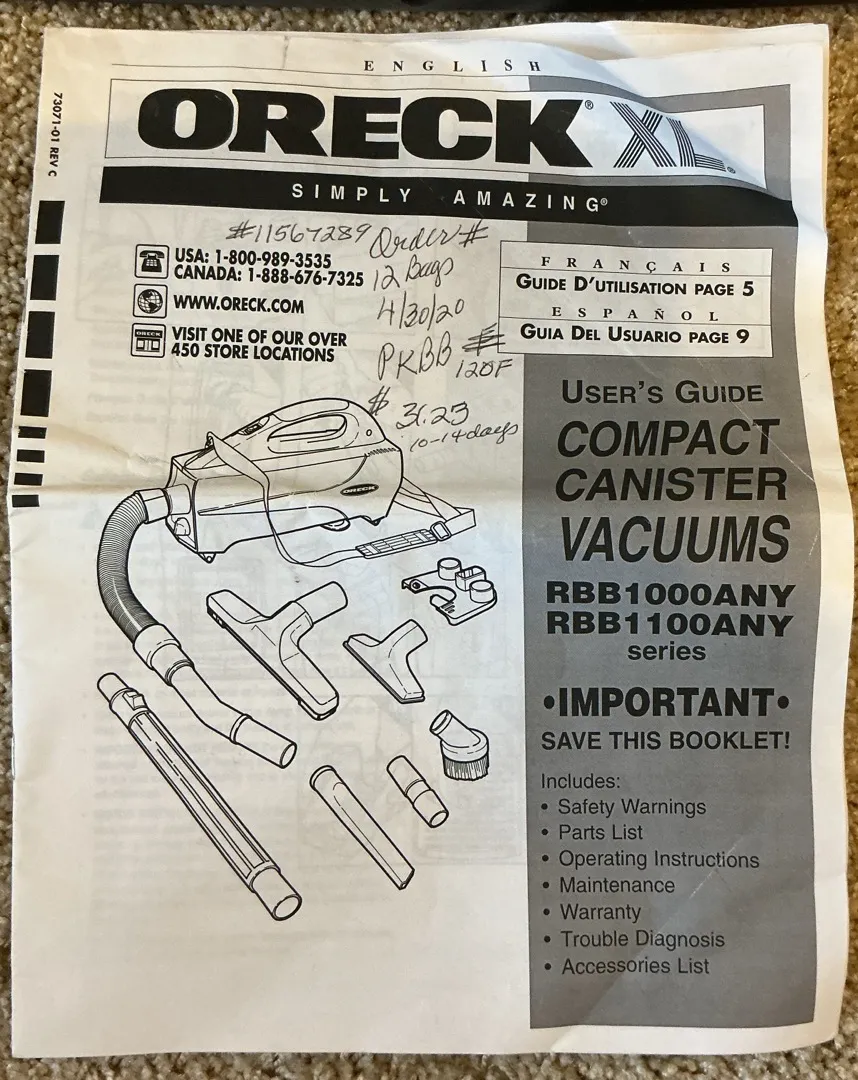 ENGLISH
73071-01 REV C
ORECK® XL®
SIMPLY AMAZING®
#11567289 Order #
12 Bags
4/30/20
PKBB #
120F
$ 31.23
10-14 days
USA: 1-800-989-3535
CANADA: 1-888-676-7325
WWW.ORECK.COM
ORECK
VISIT ONE OF OUR OVER
450 STORE LOCATIONS
FRANÇAIS
GUIDE D'UTILISATION PAGE 5
ESPAÑOL
GUIA DEL USUARIO PAGE 9
ORECK
USER'S GUIDE
COMPACT
CANISTER
VACUUMS
RBB1000ANY
RBB1100ANY
series
•IMPORTANT•
SAVE THIS BOOKLET!
Includes:
• Safety Warnings
• Parts List
• Operating Instructions
• Maintenance
• Warranty
• Trouble Diagnosis
• Accessories List